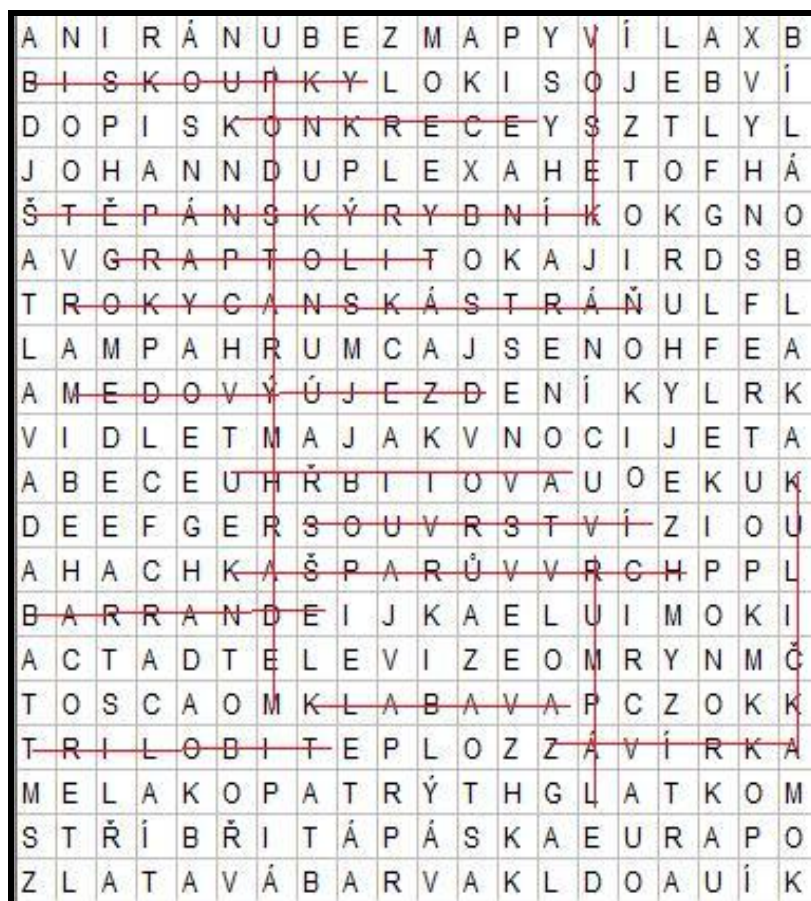 A N I R Á N U B E Z M A P Y V Í L A X B
B I S K O U P K Y L O K I S O J E B V Í
D O P I S K O N K R E C E Y S Z T L Y L
J O H A N N D U P L E X A H E T O F H Á
Š T Ě P Á N S K Ý R Y B N Í K O K G N O
A V G R A P T O L I T O K A J I R D S B
T R O K Y C A N S K Á S T R Á Ň U L F L
L A M P A H R U M C A J S E N O H F E A
A M E D O V Ý Ú J E Z D E N Í K Y L R K
V I D L E T M A J A K V N O C I J E T A
A B E C E U H Ř B I T O V A U O E K U K
D E E F G E R S O U V R S T V Í Z I O U
A H A C H K A Š P A R Ů V V R C H P P L
B A R R A N D E I J K A E L U I M O K I
A C T A D T E L E V I Z E O M R Y N M Č
T O S C A O M K L A B A V A P C Z O K K
T R I L O B I T E P L O Z Z Á V Í R K A
M E L A K O P A T R Ý T H G L A T K O M
S T Ř Í B Ř I T Á P Á S K A E U R A P O
Z L A T A V Á B A R V A K L D O A U Í K